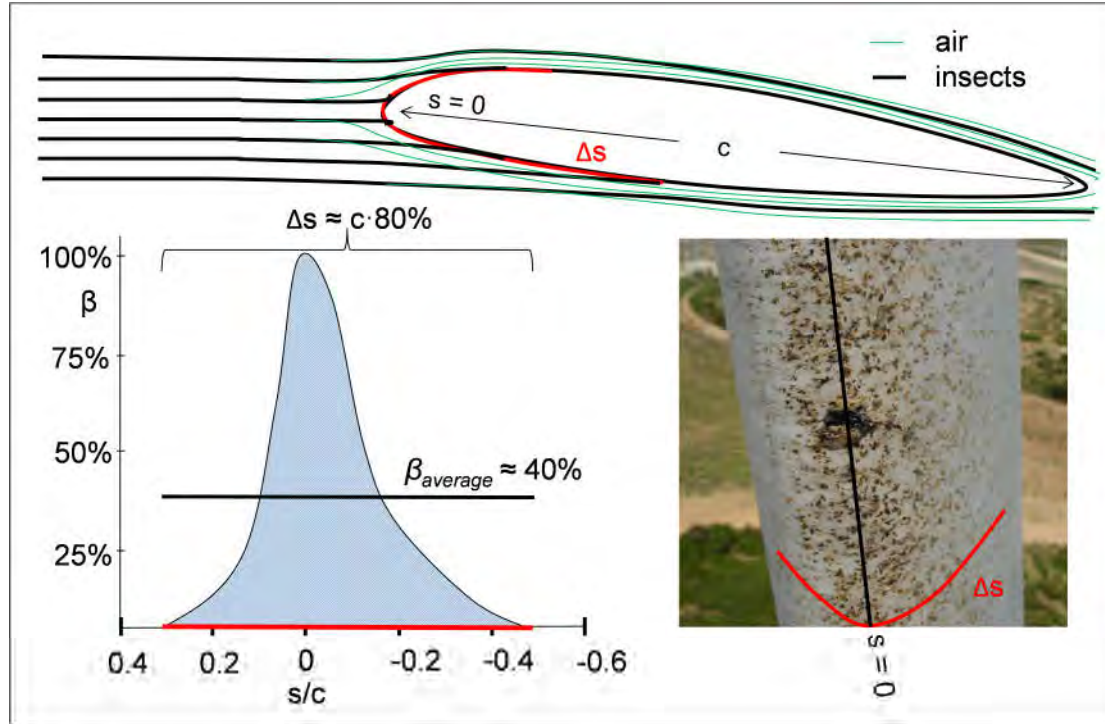 air
insects
s = 0
Δs
c
Δs ≈ c·80%
100%
β
75%
50%
25%
βaverage ≈ 40%
0.4
0.2
0
-0.2
-0.4
-0.6
s/c
Δs
s = 0